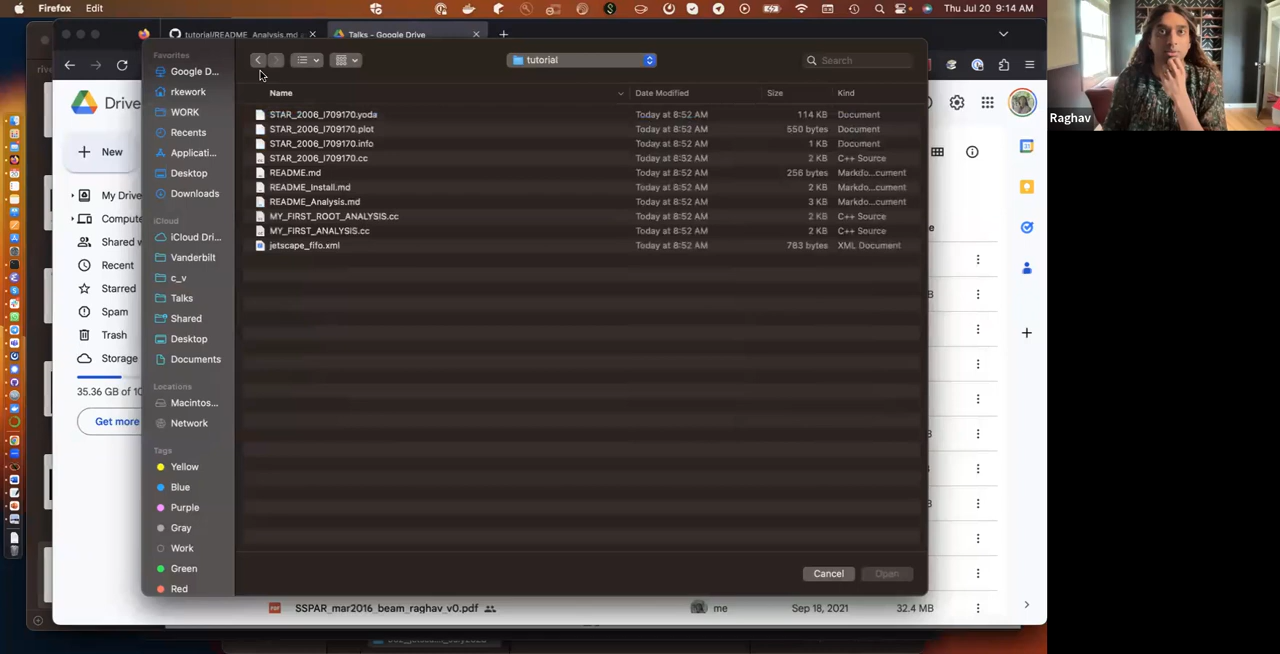 Firefox Edit Thu Jul 20 9:14 AM
tutorial/README_Analysis.md Talks - Google Drive
Drive
New
My Drive
Compute
Shared w
Recent
Starred
Spam
Trash
Storage
35.36 GB of 10
Get more
Favorites
Google D...
rkework
WORK
Recents
Applicati...
Desktop
Downloads
iCloud
iCloud Dri...
Vanderbilt
c_v
Talks
Shared
Desktop
Documents
Locations
Macintos...
Network
Tags
Yellow
Blue
Purple
Gray
Work
Green
Red
tutorial
Search
Name Date Modified Size Kind
STAR_2006_I709170.yoda Today at 8:52 AM 114 KB Document
STAR_2006_I709170.plot Today at 8:52 AM 550 bytes Document
STAR_2006_I709170.info Today at 8:52 AM 1 KB Document
STAR_2006_I709170.cc Today at 8:52 AM 2 KB C++ Source
README.md Today at 8:52 AM 256 bytes Markdo...cument
README_Install.md Today at 8:52 AM 2 KB Markdo...cument
README_Analysis.md Today at 8:52 AM 3 KB Markdo...cument
MY_FIRST_ROOT_ANALYSIS.cc Today at 8:52 AM 2 KB C++ Source
MY_FIRST_ANALYSIS.cc Today at 8:52 AM 2 KB C++ Source
jetscape_fifo.xml Today at 8:52 AM 783 bytes XML Document
Cancel Open
SSPAR_mar2016_beam_raghav_v0.pdf me Sep 18, 2021 32.4 MB
Raghav